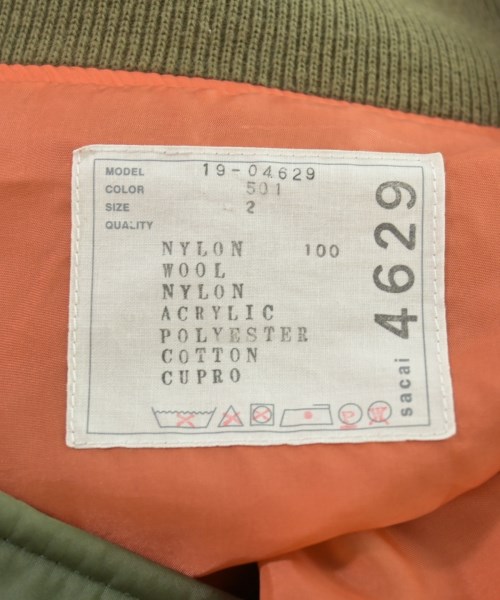 MODEL 19-04629
COLOR 501
SIZE 2
QUALITY
NYLON 100
WOOL
NYLON
ACRYLIC
POLYESTER
COTTON
CUPRO
sacai 4629
P W